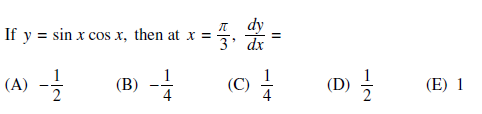 If y = sin x cos x, then at x = π/3, dy/dx =
(A) -1/2 (B) -1/4 (C) 1/4 (D) 1/2 (E) 1